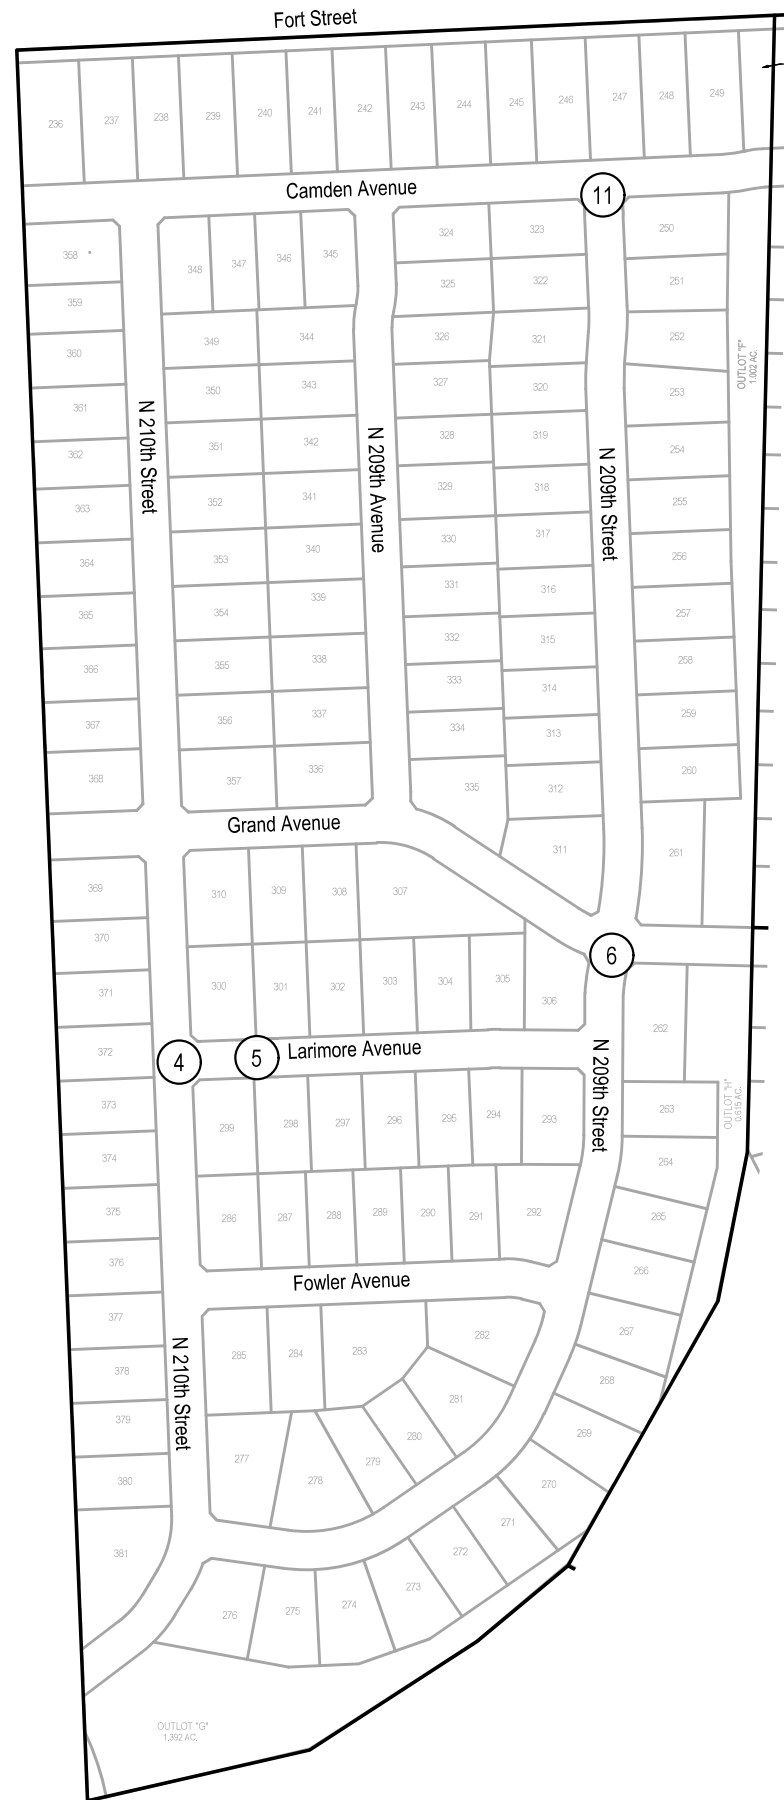 Fort Street
236 237 238 239 240 241 242 243 244 245 246 247 248 249
Camden Avenue
11
358 348 347 346 345 324 323 250
359 325 322 251
360 349 344 326 321 252
OUTLOT "F"
1.002 AC.
361 350 343 327 320 253
N 210th Street
N 209th Avenue
N 209th Street
362 351 342 328 319 254
363 352 341 329 318 255
364 353 340 330 317 256
365 354 339 331 316 257
366 355 338 332 315 258
367 356 337 333 314 259
368 357 336 334 313 260
335 312
Grand Avenue
311 261
369 310 309 308 307
370
371 300 301 302 303 304 305 306
6
372
4
5
Larimore Avenue
262
N 209th Street
373 299 298 297 296 295 294 293 263
OUTLOT "H"
0.615 AC.
374 264
375 286 287 288 289 290 291 292 265
376 266
Fowler Avenue
377 267
N 210th Street
378 285 284 283 282 268
379 281 269
380 277 278 279 280 270
381 271
272
276 275 274 273
OUTLOT "G"
1.392 AC.